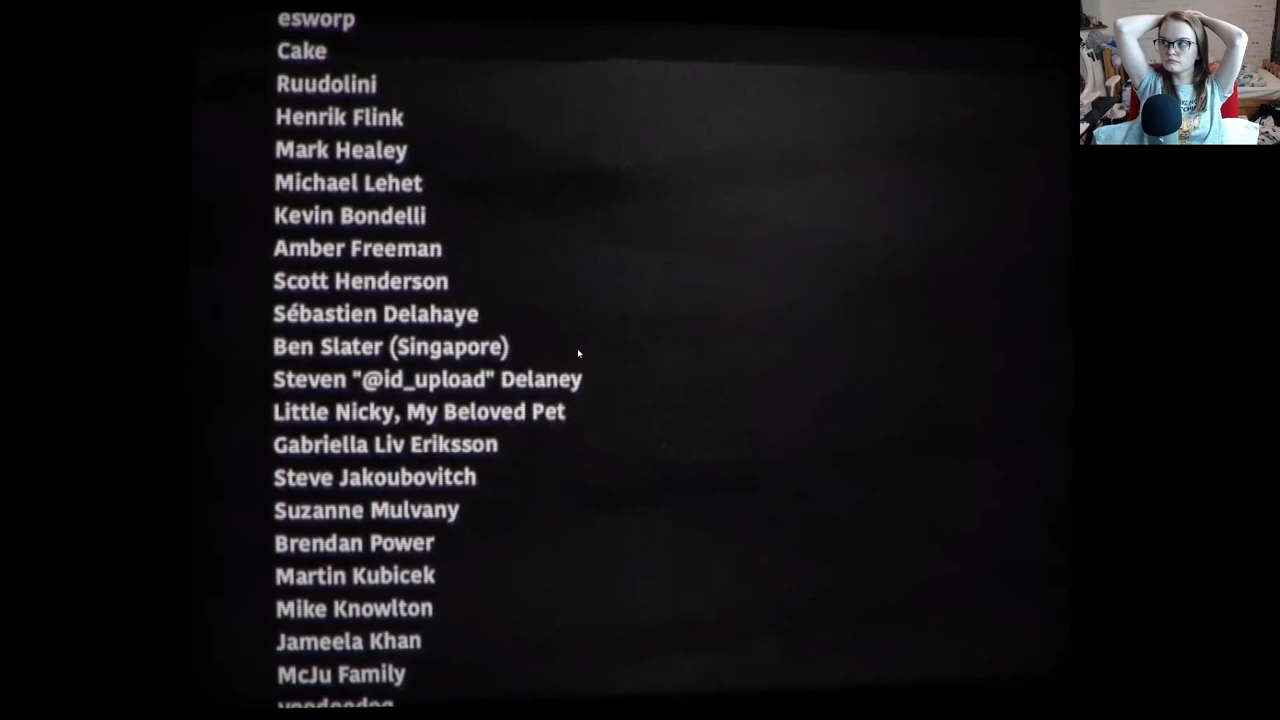 esworp
Cake
Ruudolini
Henrik Flink
Mark Healey
Michael Lehet
Kevin Bondelli
Amber Freeman
Scott Henderson
Sébastien Delahaye
Ben Slater (Singapore)
Steven "@id_upload" Delaney
Little Nicky, My Beloved Pet
Gabriella Liv Eriksson
Steve Jakoubovitch
Suzanne Mulvany
Brendan Power
Martin Kubicek
Mike Knowlton
Jameela Khan
McJu Family